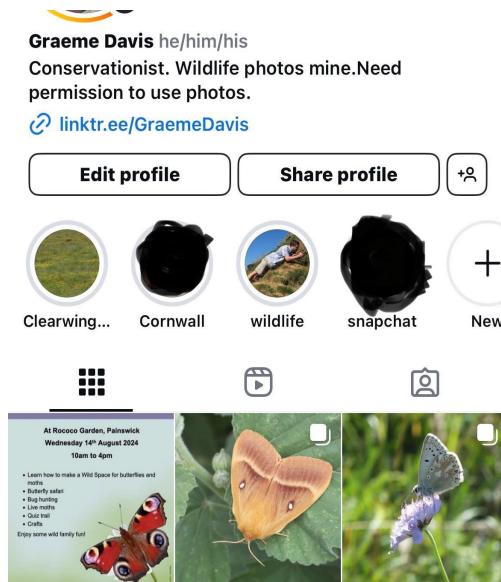 Graeme Davis he/him/his
Conservationist. Wildlife photos mine.Need
permission to use photos.
linktr.ee/GraemeDavis
Edit profile
Share profile
Clearwing...
Cornwall
wildlife
snapchat
New
At Rococo Garden, Painswick
Wednesday 14th August 2024
10am to 4pm
• Learn how to make a Wild Space for butterflies and
moths
• Butterfly safari
• Bug hunting
• Live moths
• Quiz trail
• Crafts
Enjoy some wild family fun!